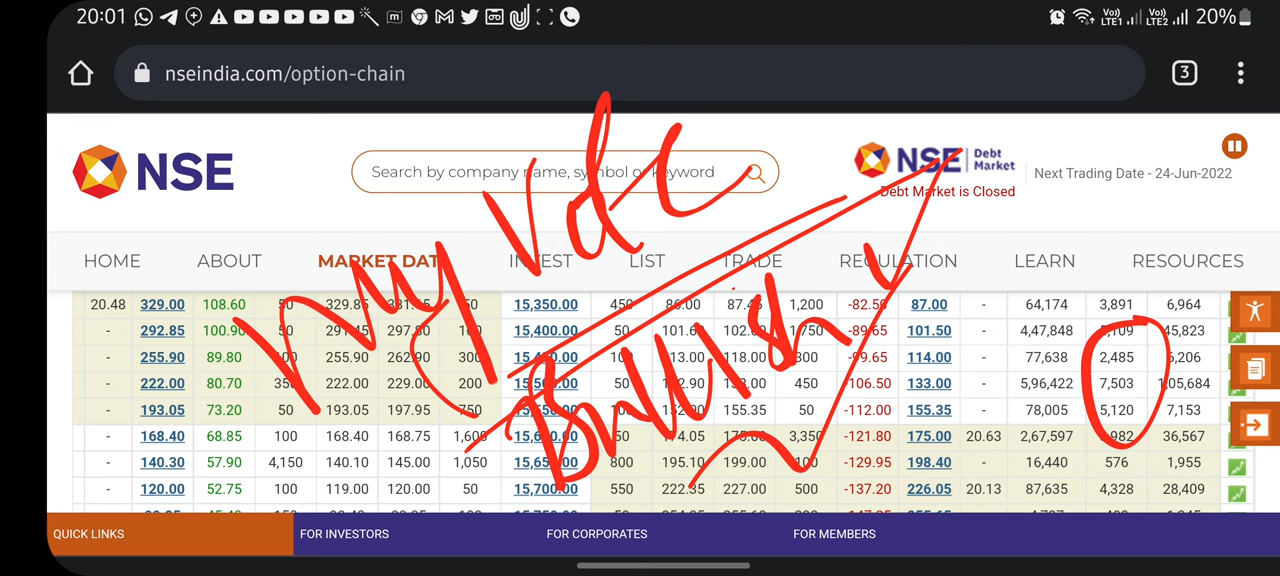 20:01 20%
nseindia.com/option-chain 3
NSE Search by company name, symbol or keyword NSE Debt Market Next Trading Date - 24-Jun-2022
Debt Market is Closed
My Vote
Bullish
HOME ABOUT MARKET DAT INVEST LIST TRADE REGULATION LEARN RESOURCES
20.48 329.00 108.60 50 329.85 50 15,350.00 450 86.00 87.45 1,200 -82.50 87.00 - 64,174 3,891 6,964
- 292.85 100.90 50 297.80 15,400.00 50 -89.65 101.50 - 4,47,848 45,823
- 255.90 89.80 255.90 262.90 300 114.00 - 77,638 2,485
- 222.00 80.70 222.00 229.00 200 50 450 -106.50 133.00 - 5,96,422 7,503 1,05,684
- 193.05 73.20 50 193.05 197.95 155.35 50 -112.00 155.35 - 78,005 5,120 7,153
- 168.40 68.85 100 168.40 168.75 1,600 3,350 -121.80 175.00 20.63 2,67,597 36,567
- 140.30 57.90 4,150 140.10 145.00 1,050 15,650.00 800 195.10 199.00 100 -129.95 198.40 - 16,440 576 1,955
- 120.00 52.75 100 119.00 120.00 50 15,700.00 550 222.35 227.00 500 -137.20 226.05 20.13 87,635 4,328 28,409
QUICK LINKS FOR INVESTORS FOR CORPORATES FOR MEMBERS